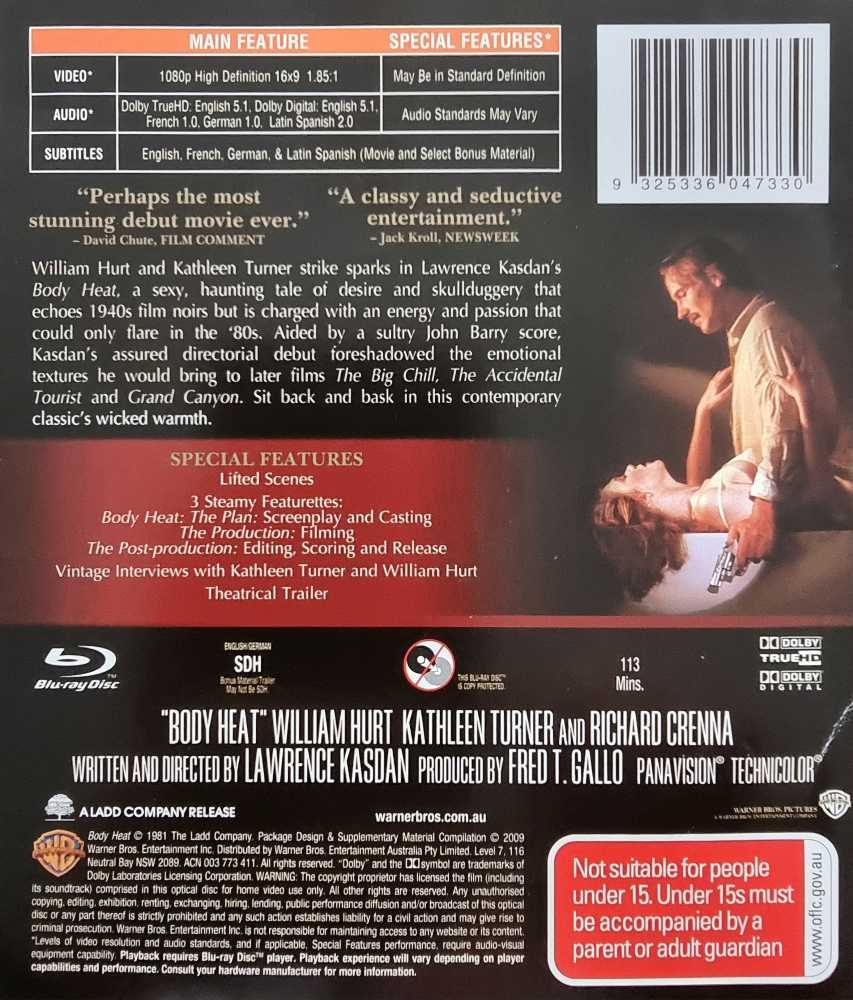 MAIN FEATURE SPECIAL FEATURES*
VIDEO* 1080p High Definition 16x9 1.85:1 May Be in Standard Definition
AUDIO* Dolby TrueHD: English 5.1, Dolby Digital: English 5.1, French 1.0, German 1.0, Latin Spanish 2.0 Audio Standards May Vary
SUBTITLES English, French, German, & Latin Spanish (Movie and Select Bonus Material)
9 325336 047330
“Perhaps the most
stunning debut movie ever.”
– David Chute, FILM COMMENT
“A classy and seductive
entertainment.”
– Jack Kroll, NEWSWEEK
William Hurt and Kathleen Turner strike sparks in Lawrence Kasdan's
Body Heat, a sexy, haunting tale of desire and skullduggery that
echoes 1940s film noirs but is charged with an energy and passion that
could only flare in the '80s. Aided by a sultry John Barry score,
Kasdan's assured directorial debut foreshadowed the emotional
textures he would bring to later films The Big Chill, The Accidental
Tourist and Grand Canyon. Sit back and bask in this contemporary
classic's wicked warmth.
SPECIAL FEATURES
Lifted Scenes
3 Steamy Featurettes:
Body Heat: The Plan: Screenplay and Casting
The Production: Filming
The Post-production: Editing, Scoring and Release
Vintage Interviews with Kathleen Turner and William Hurt
Theatrical Trailer
Blu-ray Disc™
ENGLISH/GERMAN
SDH
Bonus Material/Trailer
May Not Be SDH.
THIS BLU-RAY DISC™
IS COPY PROTECTED.
113
Mins.
DOLBY
TRUEHD
DOLBY
DIGITAL
"BODY HEAT" WILLIAM HURT KATHLEEN TURNER AND RICHARD CRENNA
WRITTEN AND DIRECTED BY LAWRENCE KASDAN PRODUCED BY FRED T. GALLO PANAVISION® TECHNICOLOR®
A LADD COMPANY RELEASE
warnerbros.com.au
WARNER BROS. PICTURES
A WARNER BROS. ENTERTAINMENT COMPANY
Body Heat © 1981 The Ladd Company. Package Design & Supplementary Material Compilation © 2009
Warner Bros. Entertainment Inc. Distributed by Warner Bros. Entertainment Australia Pty Limited. Level 7, 116
Neutral Bay NSW 2089. ACN 003 773 411. All rights reserved. "Dolby" and the symbol are trademarks of
Dolby Laboratories Licensing Corporation. WARNING: The copyright proprietor has licensed the film (including
its soundtrack) comprised in this optical disc for home video use only. All other rights are reserved. Any unauthorised
copying, editing, exhibition, renting, exchanging, hiring, lending, public performance diffusion and/or broadcast of this optical
disc or any part thereof is strictly prohibited and any such action establishes liability for a civil action and may give rise to
criminal prosecution. Warner Bros. Entertainment Inc. is not responsible for maintaining access to any website or its content.
*Levels of video resolution and audio standards, and if applicable, Special Features performance, require audio-visual
equipment capability. Playback requires Blu-ray Disc™ player. Playback experience will vary depending on player
capabilities and performance. Consult your hardware manufacturer for more information.
Not suitable for people
under 15. Under 15s must
be accompanied by a
parent or adult guardian
www.oflc.gov.au